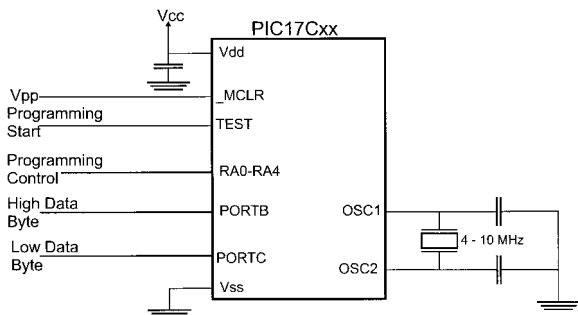 Vcc
PIC17Cxx
Vdd
Vpp
_MCLR
Programming
Start
TEST
Programming
Control
RA0-RA4
High Data
Byte
PORTB
OSC1
4 - 10 MHz
Low Data
Byte
PORTC
OSC2
Vss